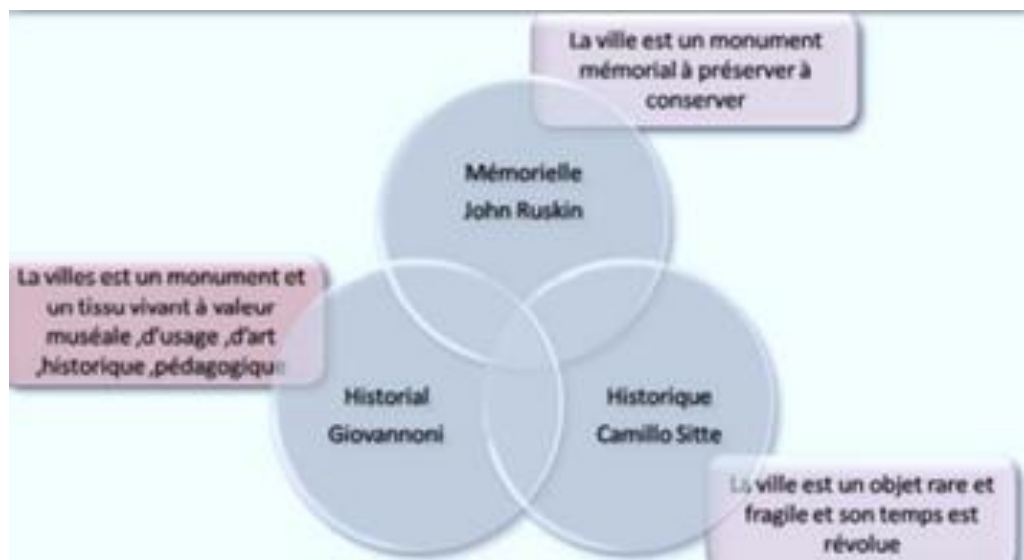 La ville est un monument
mémorial à préserver à
conserver
Mémorielle
John Ruskin
La villes est un monument et
un tissu vivant à valeur
muséale ,d'usage ,d'art
,historique ,pédagogique
Historial
Giovannoni
Historique
Camillo Sitte
La ville est un objet rare et
fragile et son temps est
révolue